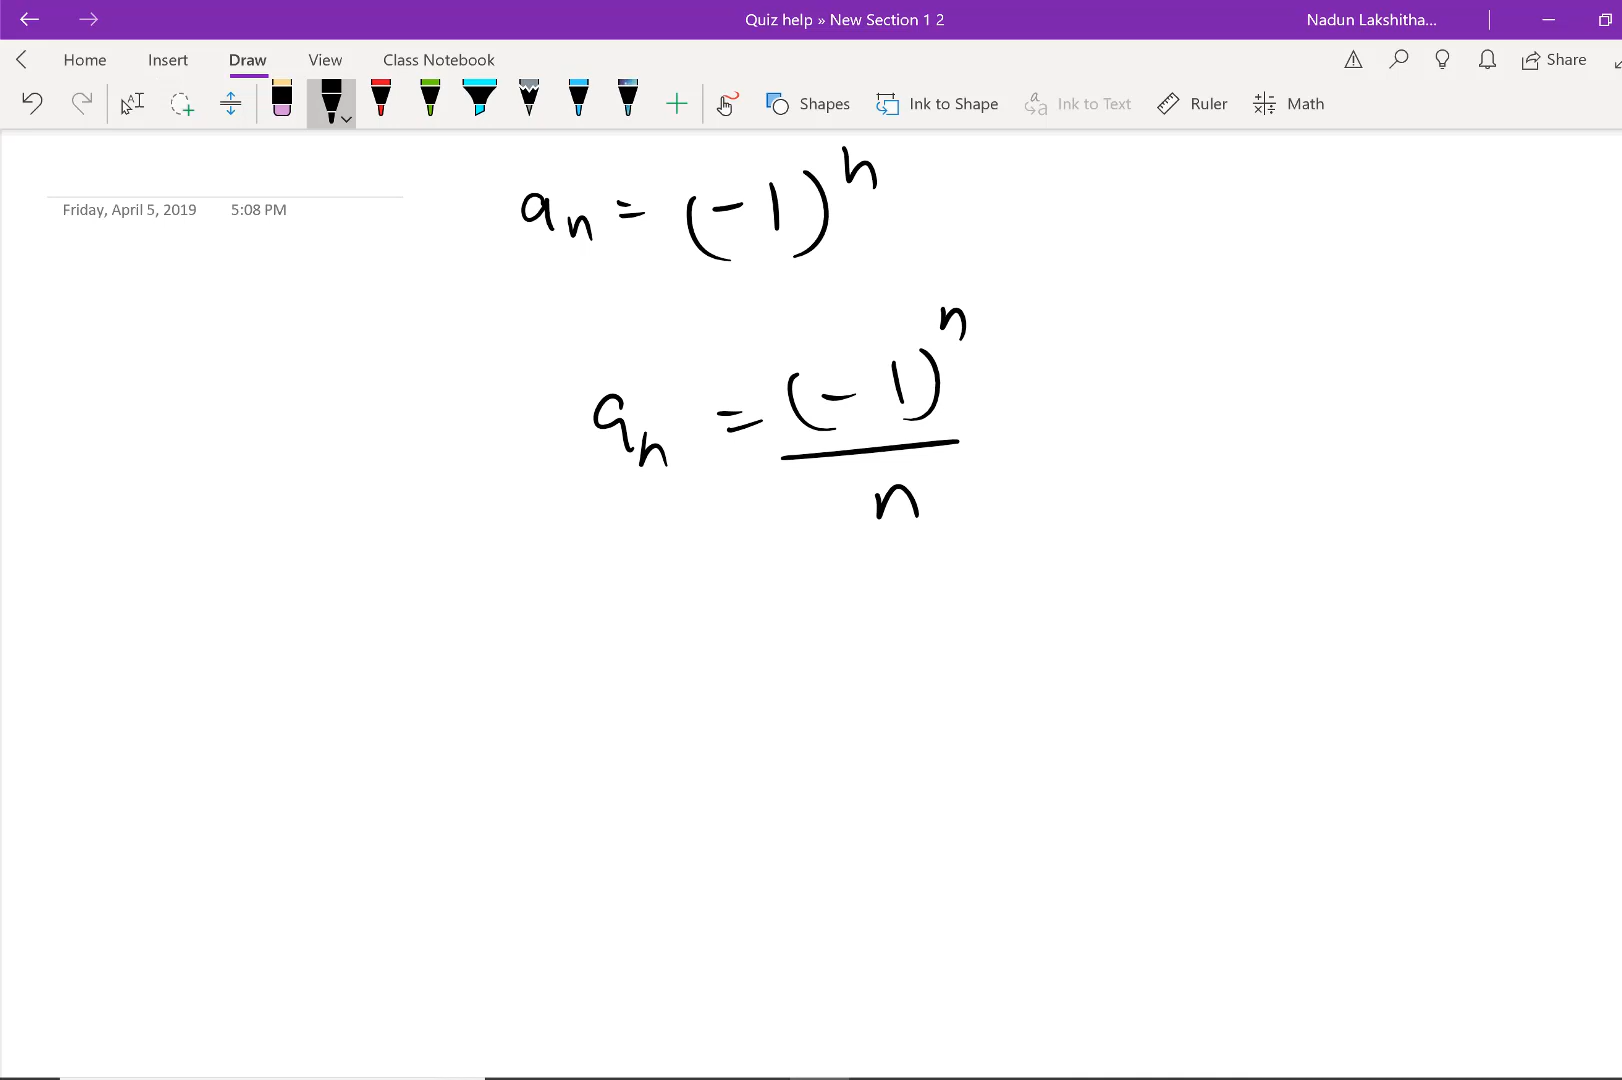 Quiz help » New Section 1 2
Nadun Lakshitha...
Home Insert Draw View Class Notebook
Share
Shapes Ink to Shape Ink to Text Ruler Math
Friday, April 5, 2019 5:08 PM
aₙ = (-1)ⁿ
aₙ = (-1)ⁿ
n